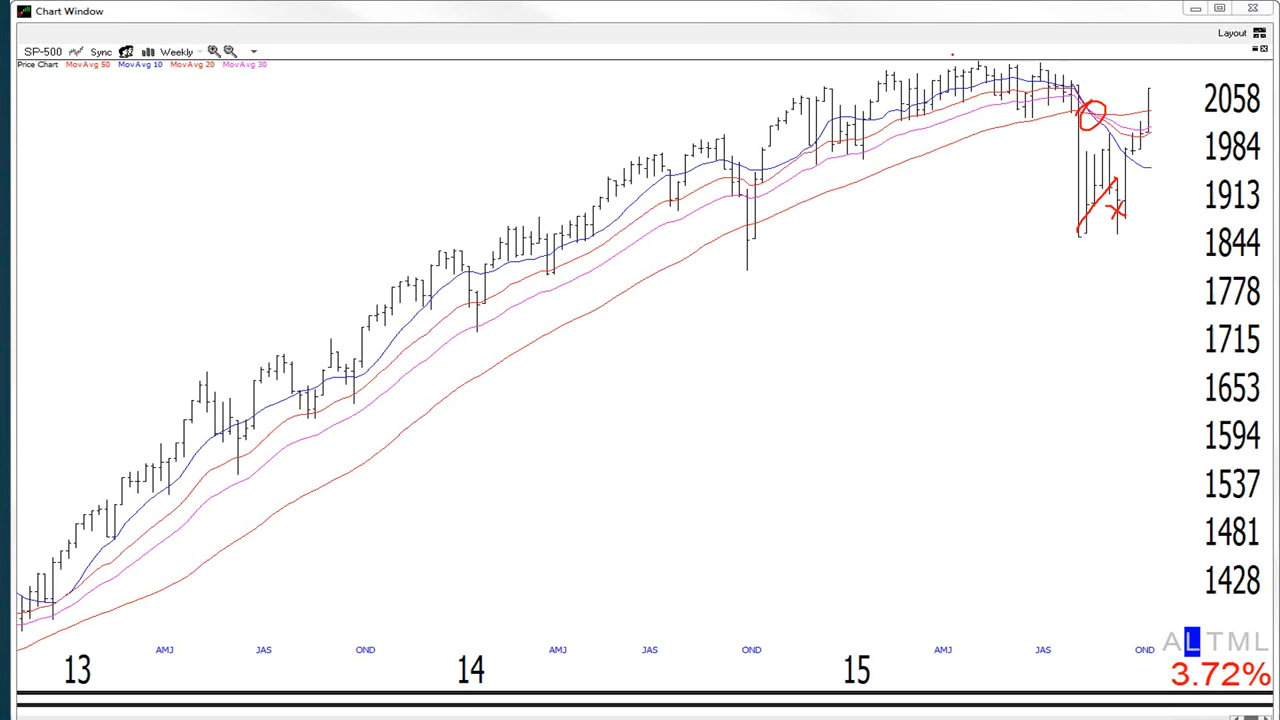 Chart Window
Layout
SP-500 Sync Weekly
Price Chart MovAvg 50 MovAvg 10 MovAvg 20 MovAvg 30
2058
1984
1913
1844
1778
1715
1653
1594
1537
1481
1428
AMJ JAS OND AMJ JAS OND AMJ JAS OND
13 14 15
ALTML
3.72%